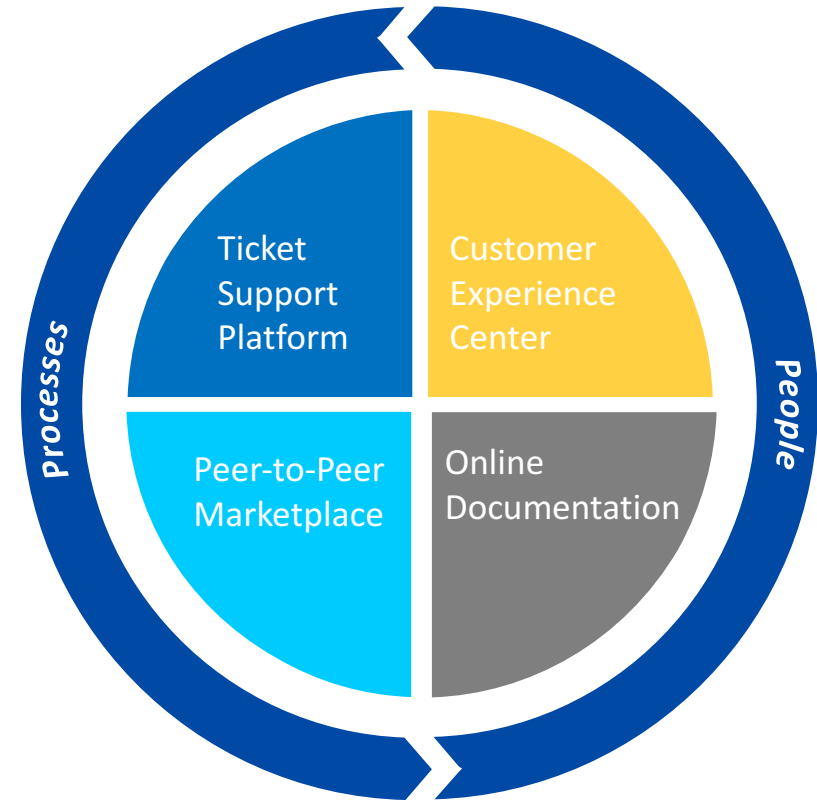 Ticket
Support
Platform
Customer
Experience
Center
Processes
People
Peer-to-Peer
Marketplace
Online
Documentation